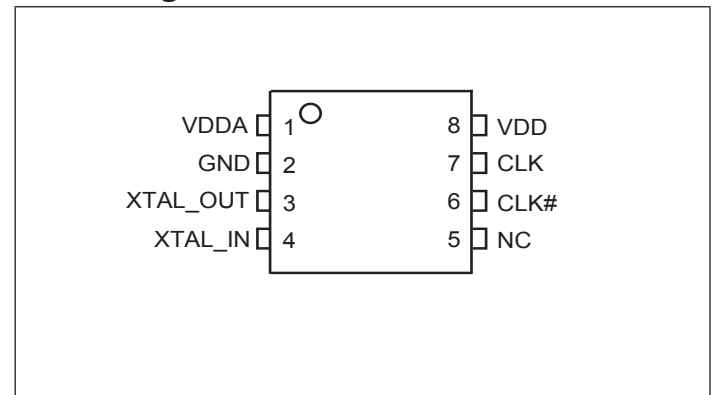 VDDA 1 8 VDD
GND 2 7 CLK
XTAL_OUT 3 6 CLK#
XTAL_IN 4 5 NC